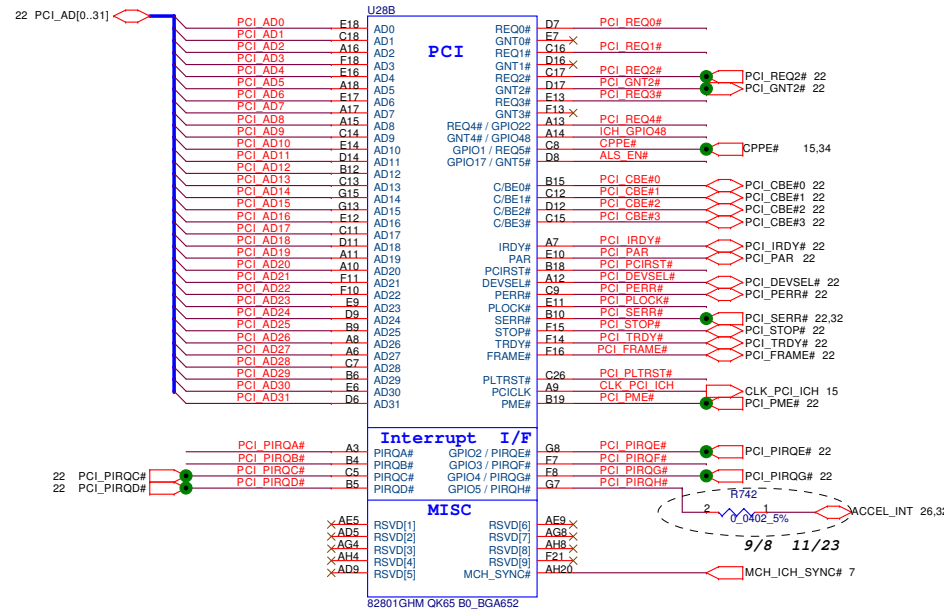 U28B
22 PCI_AD[0..31]
PCI
PCI_AD0 E18 AD0 REQ0# D7 PCI_REQ0#
PCI_AD1 C18 AD1 GNT0# E7
PCI_AD2 A16 AD2 REQ1# C16 PCI_REQ1#
PCI_AD3 F18 AD3 GNT1# D16
PCI_AD4 E16 AD4 REQ2# C17 PCI_REQ2# PCI_REQ2# 22
PCI_AD5 A18 AD5 GNT2# D17 PCI_GNT2# PCI_GNT2# 22
PCI_AD6 E17 AD6 REQ3# E13 PCI_REQ3#
PCI_AD7 A17 AD7 GNT3# F13
PCI_AD8 A15 AD8 REQ4# / GPIO22 A13 PCI_REQ4#
PCI_AD9 C14 AD9 GNT4# / GPIO48 A14 ICH_GPIO48
PCI_AD10 E14 AD10 GPIO1 / REQ5# C8 CPPE# CPPE# 15,34
PCI_AD11 D14 AD11 GPIO17 / GNT5# D8 ALS_EN#
PCI_AD12 B12 AD12
PCI_AD13 C13 AD13 C/BE0# B15 PCI_CBE#0 PCI_CBE#0 22
PCI_AD14 G15 AD14 C/BE1# C12 PCI_CBE#1 PCI_CBE#1 22
PCI_AD15 G13 AD15 C/BE2# D12 PCI_CBE#2 PCI_CBE#2 22
PCI_AD16 E12 AD16 C/BE3# C15 PCI_CBE#3 PCI_CBE#3 22
PCI_AD17 C11 AD17
PCI_AD18 D11 AD18 IRDY# A7 PCI_IRDY# PCI_IRDY# 22
PCI_AD19 A11 AD19 PAR E10 PCI_PAR PCI_PAR 22
PCI_AD20 A10 AD20 PCIRST# B18 PCI_PCIRST#
PCI_AD21 F11 AD21 DEVSEL# A12 PCI_DEVSEL# PCI_DEVSEL# 22
PCI_AD22 F10 AD22 PERR# C9 PCI_PERR# PCI_PERR# 22
PCI_AD23 E9 AD23 PLOCK# E11 PCI_PLOCK#
PCI_AD24 D9 AD24 SERR# B10 PCI_SERR# PCI_SERR# 22,32
PCI_AD25 B9 AD25 STOP# F15 PCI_STOP# PCI_STOP# 22
PCI_AD26 A8 AD26 TRDY# F14 PCI_TRDY# PCI_TRDY# 22
PCI_AD27 A6 AD27 FRAME# F16 PCI_FRAME# PCI_FRAME# 22
PCI_AD28 C7 AD28
PCI_AD29 B6 AD29 PLTRST# C26 PCI_PLTRST#
PCI_AD30 E6 AD30 PCICLK A9 CLK_PCI_ICH CLK_PCI_ICH 15
PCI_AD31 D6 AD31 PME# B19 PCI_PME# PCI_PME# 22
Interrupt I/F
PCI_PIRQA# A3 PIRQA# GPIO2 / PIRQE# G8 PCI_PIRQE# PCI_PIRQE# 22
PCI_PIRQB# B4 PIRQB# GPIO3 / PIRQF# F7 PCI_PIRQF#
22 PCI_PIRQC# PCI_PIRQC# C5 PIRQC# GPIO4 / PIRQG# F8 PCI_PIRQG# PCI_PIRQG# 22
22 PCI_PIRQD# PCI_PIRQD# B5 PIRQD# GPIO5 / PIRQH# G7 PCI_PIRQH#
R742
2 1 ACCEL_INT
0_0402_5%
9/8 11/23
MISC
AE5 RSVD[1] RSVD[6] AE9
AD5 RSVD[2] RSVD[7] AG8
AG4 RSVD[3] RSVD[8] AH8
AH4 RSVD[4] RSVD[9] F21
AD9 RSVD[5] MCH_SYNC# AH20 MCH_ICH_SYNC# 7
82801GHM QK65 B0_BGA652